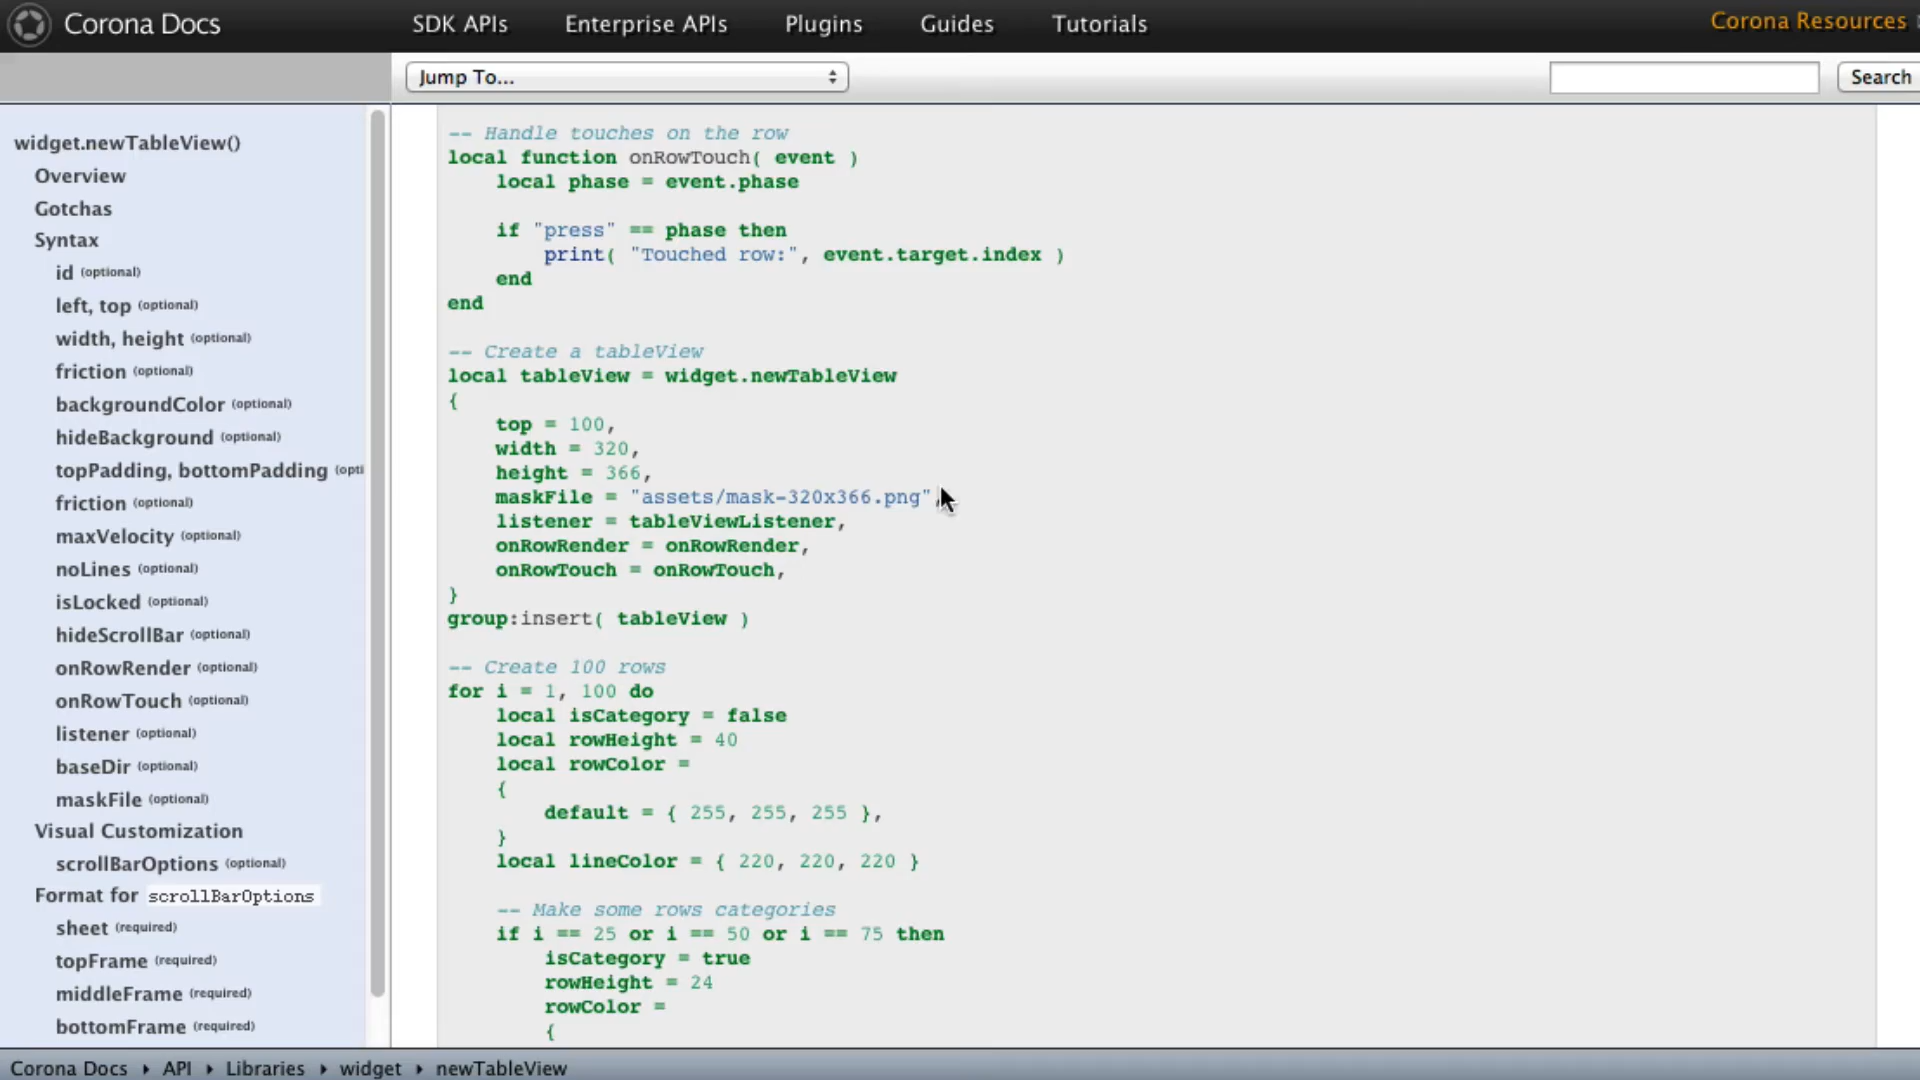 Corona Docs
SDK APIs Enterprise APIs Plugins Guides Tutorials
Corona Resources
Jump To...
Search
widget.newTableView()
Overview
Gotchas
Syntax
id (optional)
left, top (optional)
width, height (optional)
friction (optional)
backgroundColor (optional)
hideBackground (optional)
topPadding, bottomPadding (opti
friction (optional)
maxVelocity (optional)
noLines (optional)
isLocked (optional)
hideScrollBar (optional)
onRowRender (optional)
onRowTouch (optional)
listener (optional)
baseDir (optional)
maskFile (optional)
Visual Customization
scrollBarOptions (optional)
Format for scrollBarOptions
sheet (required)
topFrame (required)
middleFrame (required)
bottomFrame (required)
-- Handle touches on the row
local function onRowTouch( event )
local phase = event.phase
if "press" == phase then
print( "Touched row:", event.target.index )
end
end
-- Create a tableView
local tableView = widget.newTableView
{
top = 100,
width = 320,
height = 366,
maskFile = "assets/mask-320x366.png",
listener = tableViewListener,
onRowRender = onRowRender,
onRowTouch = onRowTouch,
}
group:insert( tableView )
-- Create 100 rows
for i = 1, 100 do
local isCategory = false
local rowHeight = 40
local rowColor =
{
default = { 255, 255, 255 },
}
local lineColor = { 220, 220, 220 }
-- Make some rows categories
if i == 25 or i == 50 or i == 75 then
isCategory = true
rowHeight = 24
rowColor =
{
Corona Docs ▸ API ▸ Libraries ▸ widget ▸ newTableView